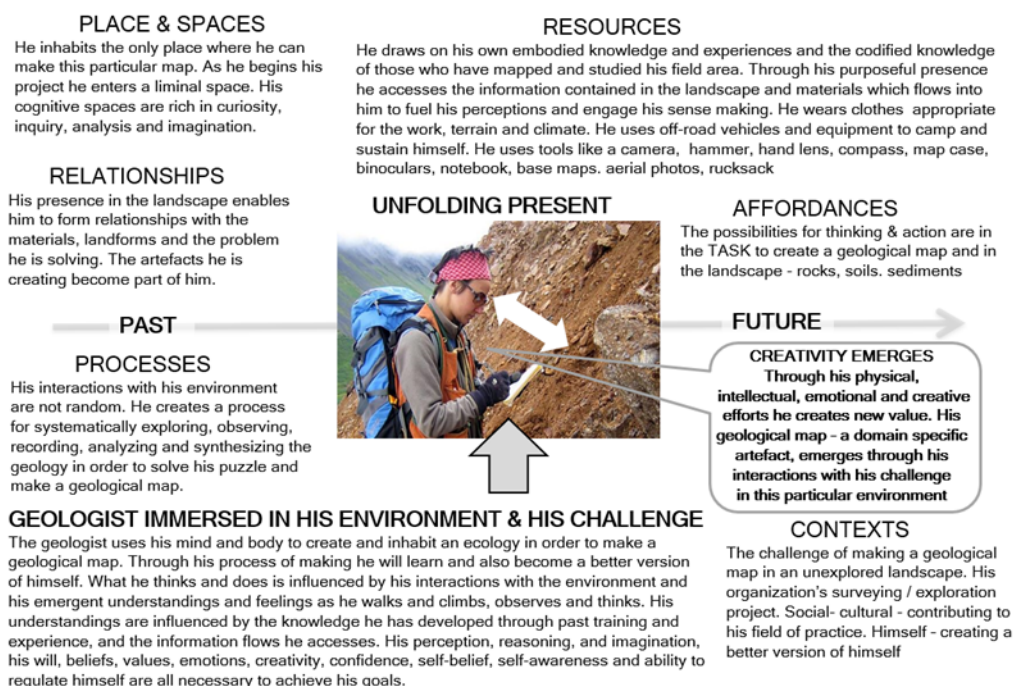 PLACE & SPACES
He inhabits the only place where he can
make this particular map. As he begins his
project he enters a liminal space. His
cognitive spaces are rich in curiosity,
inquiry, analysis and imagination.
RESOURCES
He draws on his own embodied knowledge and experiences and the codified knowledge
of those who have mapped and studied his field area. Through his purposeful presence
he accesses the information contained in the landscape and materials which flows into
him to fuel his perceptions and engage his sense making. He wears clothes appropriate
for the work, terrain and climate. He uses off-road vehicles and equipment to camp and
sustain himself. He uses tools like a camera, hammer, hand lens, compass, map case,
binoculars, notebook, base maps. aerial photos, rucksack
RELATIONSHIPS
His presence in the landscape enables
him to form relationships with the
materials, landforms and the problem
he is solving. The artefacts he is
creating become part of him.
UNFOLDING PRESENT
AFFORDANCES
The possibilities for thinking & action are in
the TASK to create a geological map and in
the landscape - rocks, soils. sediments
PAST
FUTURE
PROCESSES
His interactions with his environment
are not random. He creates a process
for systematically exploring, observing,
recording, analyzing and synthesizing the
geology in order to solve his puzzle and
make a geological map.
CREATIVITY EMERGES
Through his physical,
intellectual, emotional and creative
efforts he creates new value. His
geological map - a domain specific
artefact, emerges through his
interactions with his challenge
in this particular environment
GEOLOGIST IMMERSED IN HIS ENVIRONMENT & HIS CHALLENGE
The geologist uses his mind and body to create and inhabit an ecology in order to make a
geological map. Through his process of making he will learn and also become a better version
of himself. What he thinks and does is influenced by his interactions with the environment and
his emergent understandings and feelings as he walks and climbs, observes and thinks. His
understandings are influenced by the knowledge he has developed through past training and
experience, and the information flows he accesses. His perception, reasoning, and imagination,
his will, beliefs, values, emotions, creativity, confidence, self-belief, self-awareness and ability to
regulate himself are all necessary to achieve his goals.
CONTEXTS
The challenge of making a geological
map in an unexplored landscape. His
organization's surveying / exploration
project. Social- cultural - contributing to
his field of practice. Himself - creating a
better version of himself